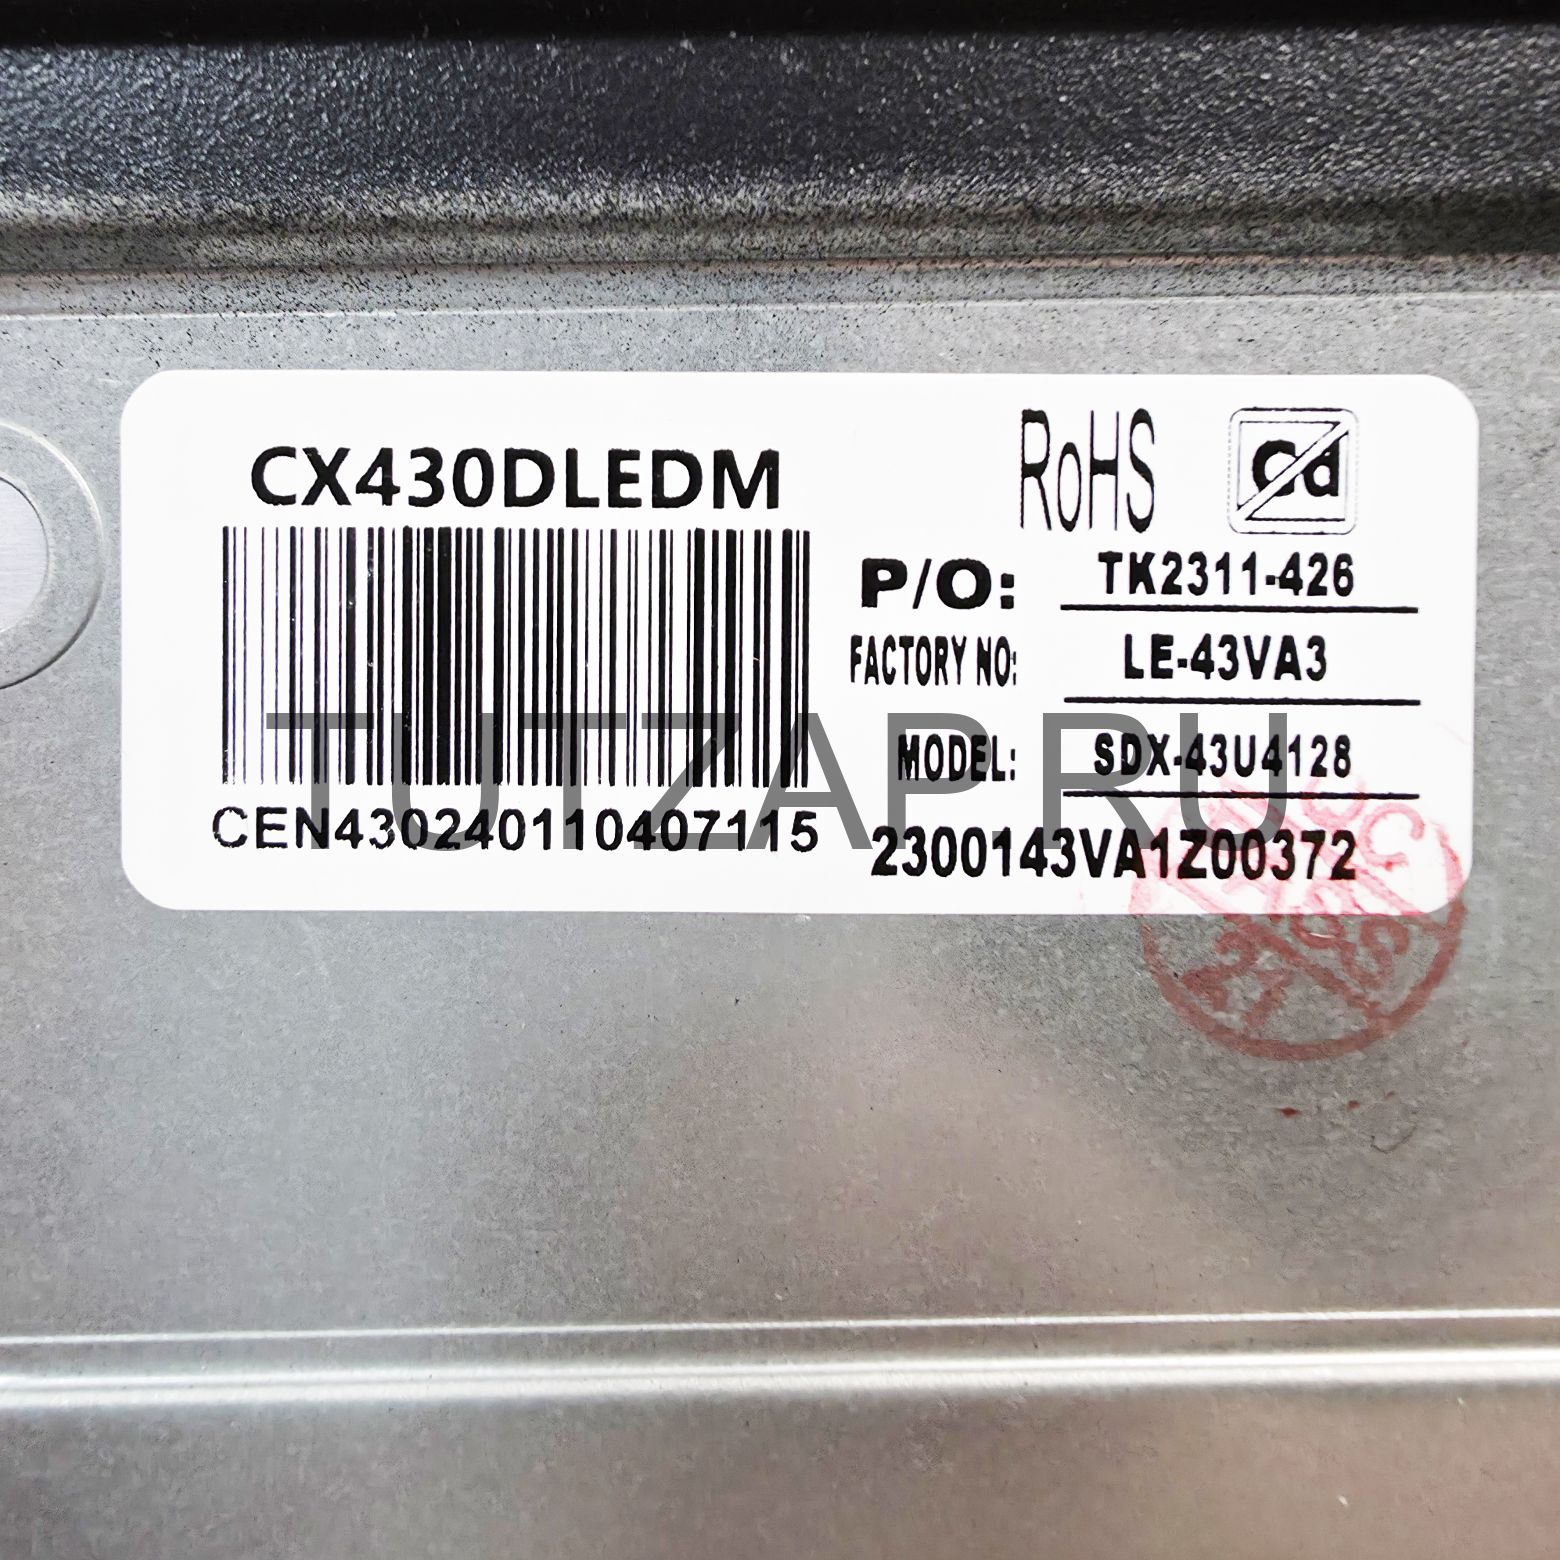 CX430DLEDM
CEN430240110407115
RoHS
Cd
P/O: TK2311-426
FACTORY NO: LE-43VA3
MODEL: SDX-43U4128
2300143VA1Z00372
TUTZAP.RU